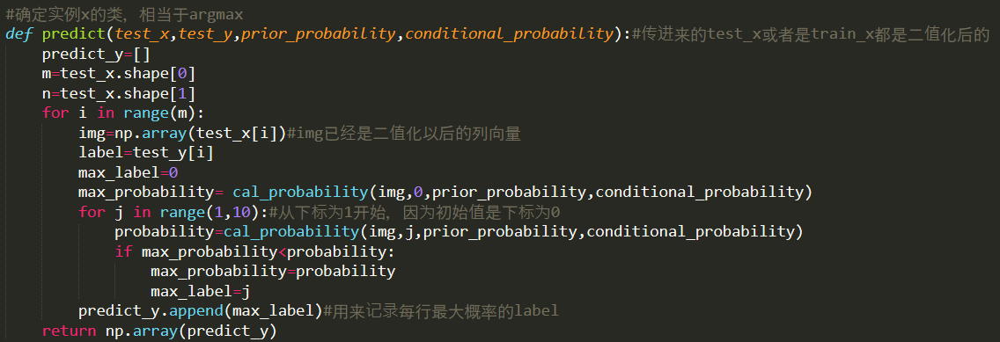 #确定实例x的类，相当于argmax
def predict(test_x,test_y,prior_probability,conditional_probability):#传进来的test_x或者是train_x都是二值化后的
    predict_y=[]
    m=test_x.shape[0]
    n=test_x.shape[1]
    for i in range(m):
        img=np.array(test_x[i])#img已经是二值化以后的列向量
        label=test_y[i]
        max_label=0
        max_probability= cal_probability(img,0,prior_probability,conditional_probability)
        for j in range(1,10):#从下标为1开始，因为初始值是下标为0
            probability=cal_probability(img,j,prior_probability,conditional_probability)
            if max_probability<probability:
                max_probability=probability
                max_label=j
        predict_y.append(max_label)#用来记录每行最大概率的label
    return np.array(predict_y)